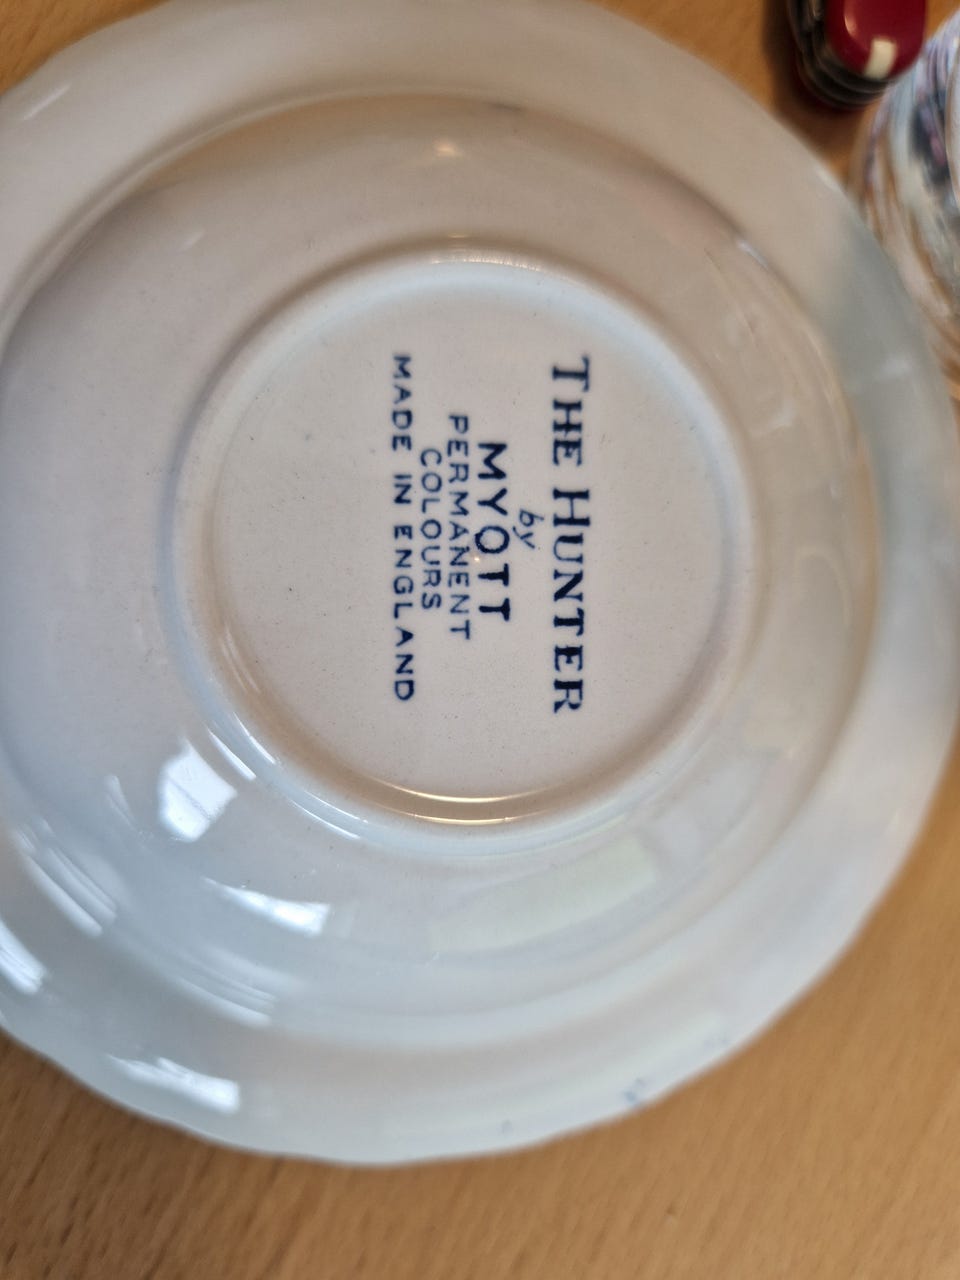 THE HUNTER
by
MYOTT
PERMANENT
COLOURS
MADE IN ENGLAND